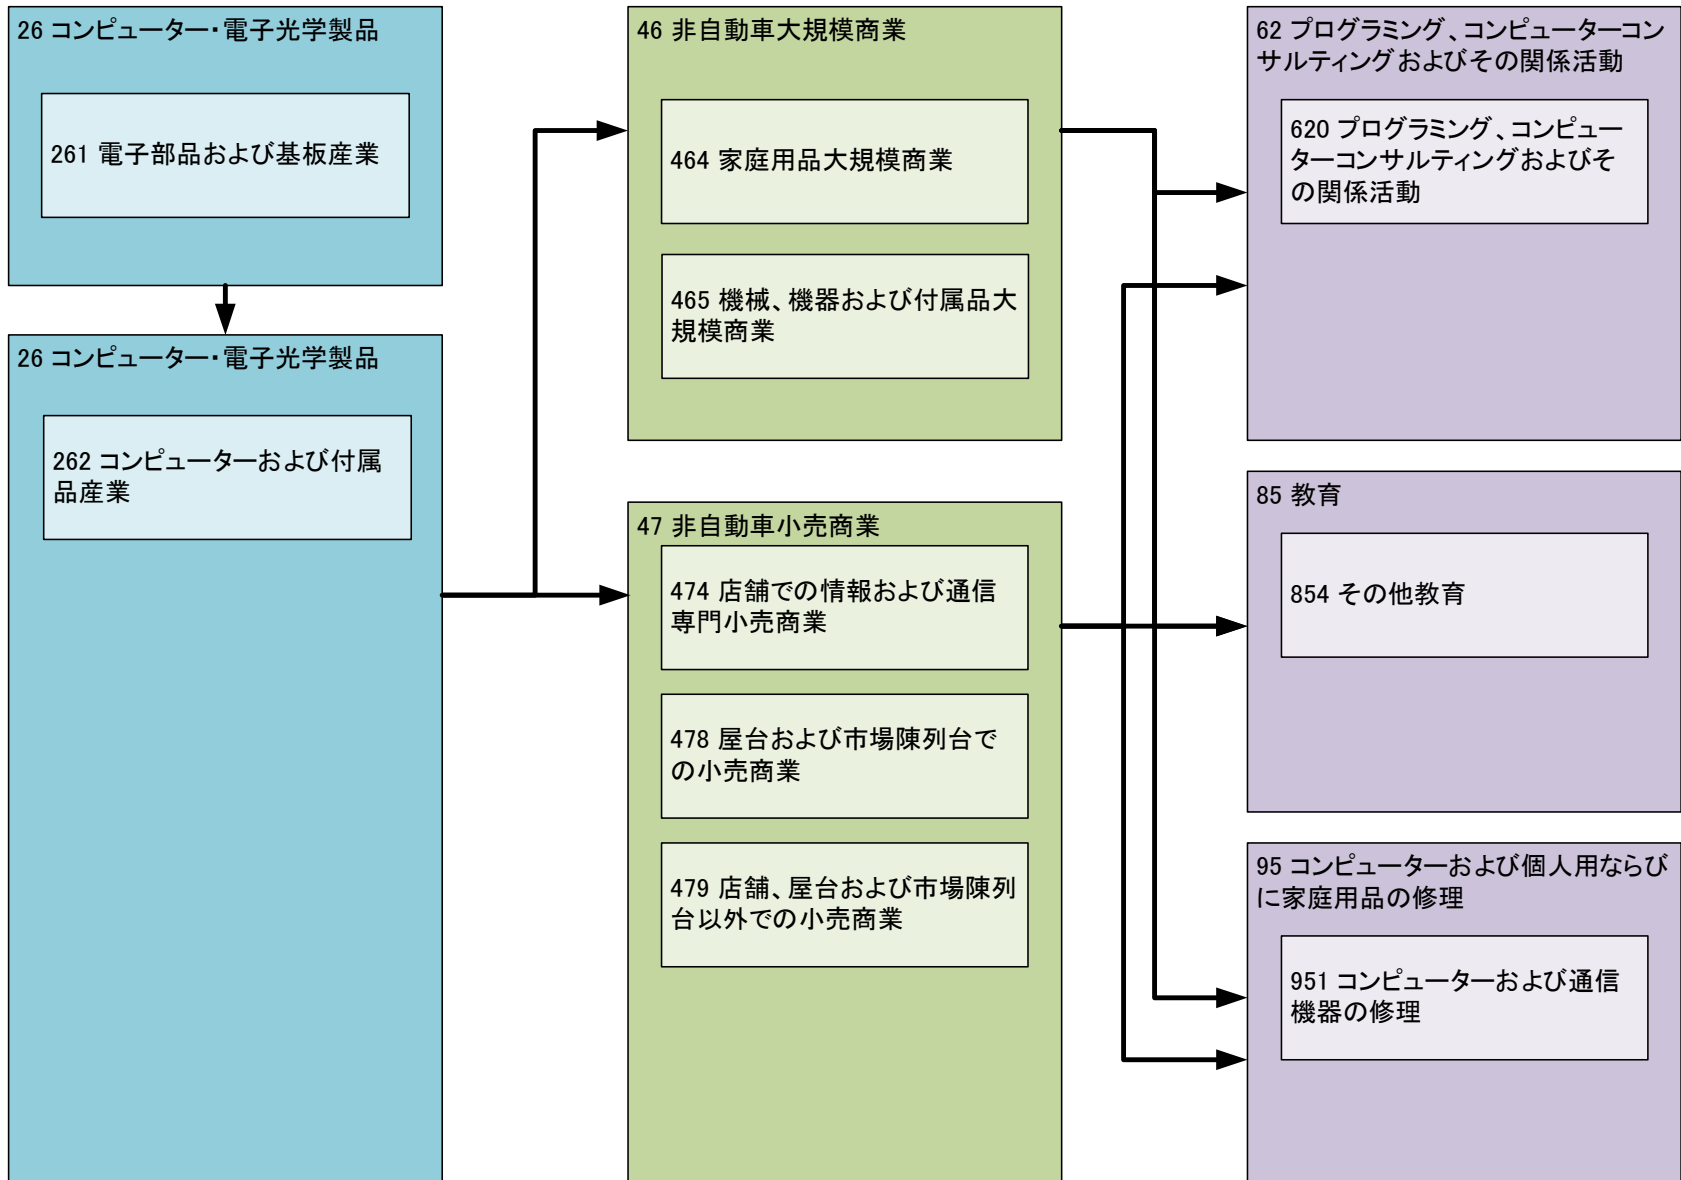 26 コンピューター・電子光学製品
261 電子部品および基板産業
26 コンピューター・電子光学製品
262 コンピューターおよび付属
品産業
46 非自動車大規模商業
464 家庭用品大規模商業
465 機械、機器および付属品大
規模商業
47 非自動車小売商業
474 店舗での情報および通信
専門小売商業
478 屋台および市場陳列台で
の小売商業
479 店舗、屋台および市場陳列
台以外での小売商業
62 プログラミング、コンピューターコン
サルティングおよびその関係活動
620 プログラミング、コンピュー
ターコンサルティングおよびそ
の関係活動
85 教育
854 その他教育
95 コンピューターおよび個人用ならび
に家庭用品の修理
951 コンピューターおよび通信
機器の修理